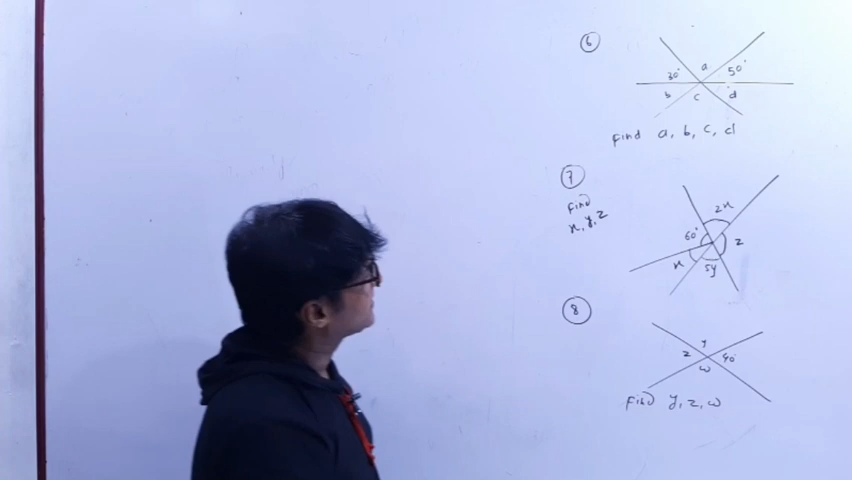 6
a
30°
50°
b
c
d
Find a, b, c, d
7
Find
x, y, z
2x
60°
z
x
5y
8
y
z
40°
w
Find y, z, w